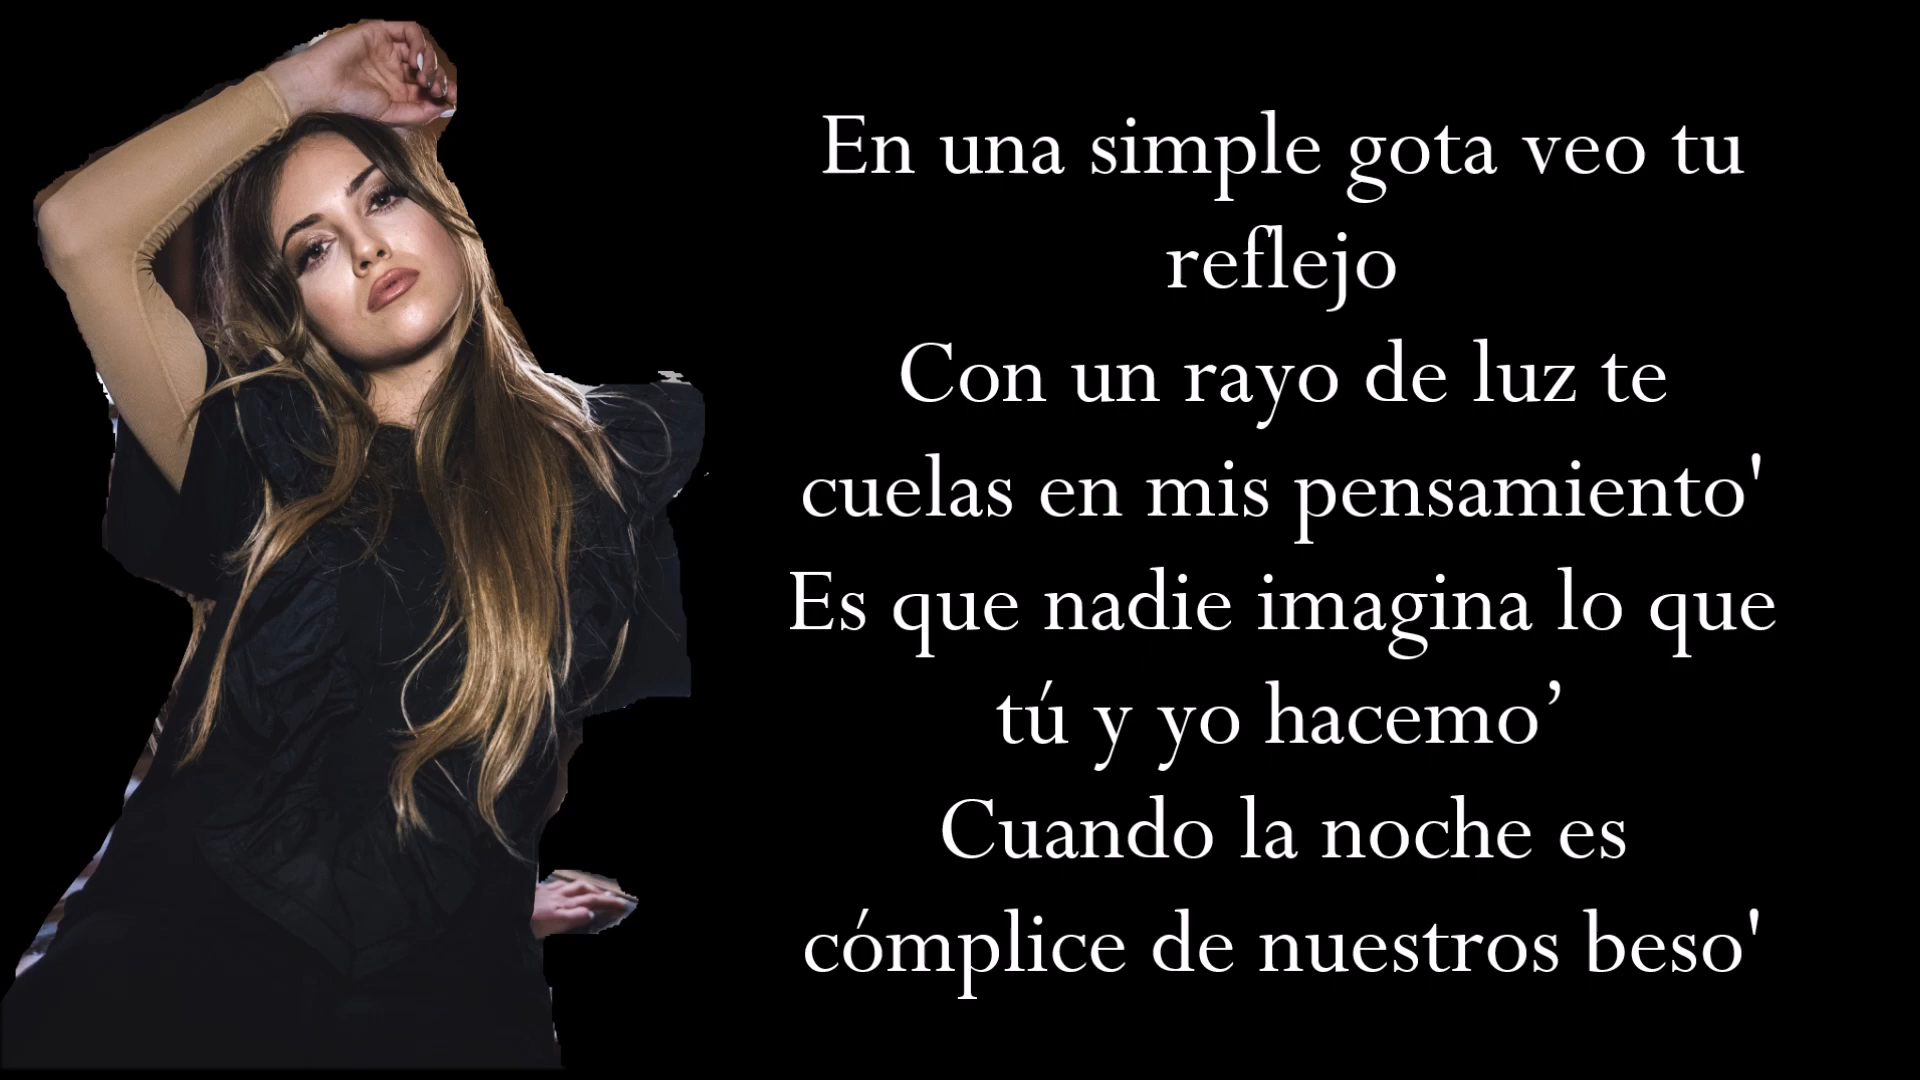 En una simple gota veo tu
reflejo
Con un rayo de luz te
cuelas en mis pensamiento'
Es que nadie imagina lo que
tú y yo hacemo’
Cuando la noche es
cómplice de nuestros beso'